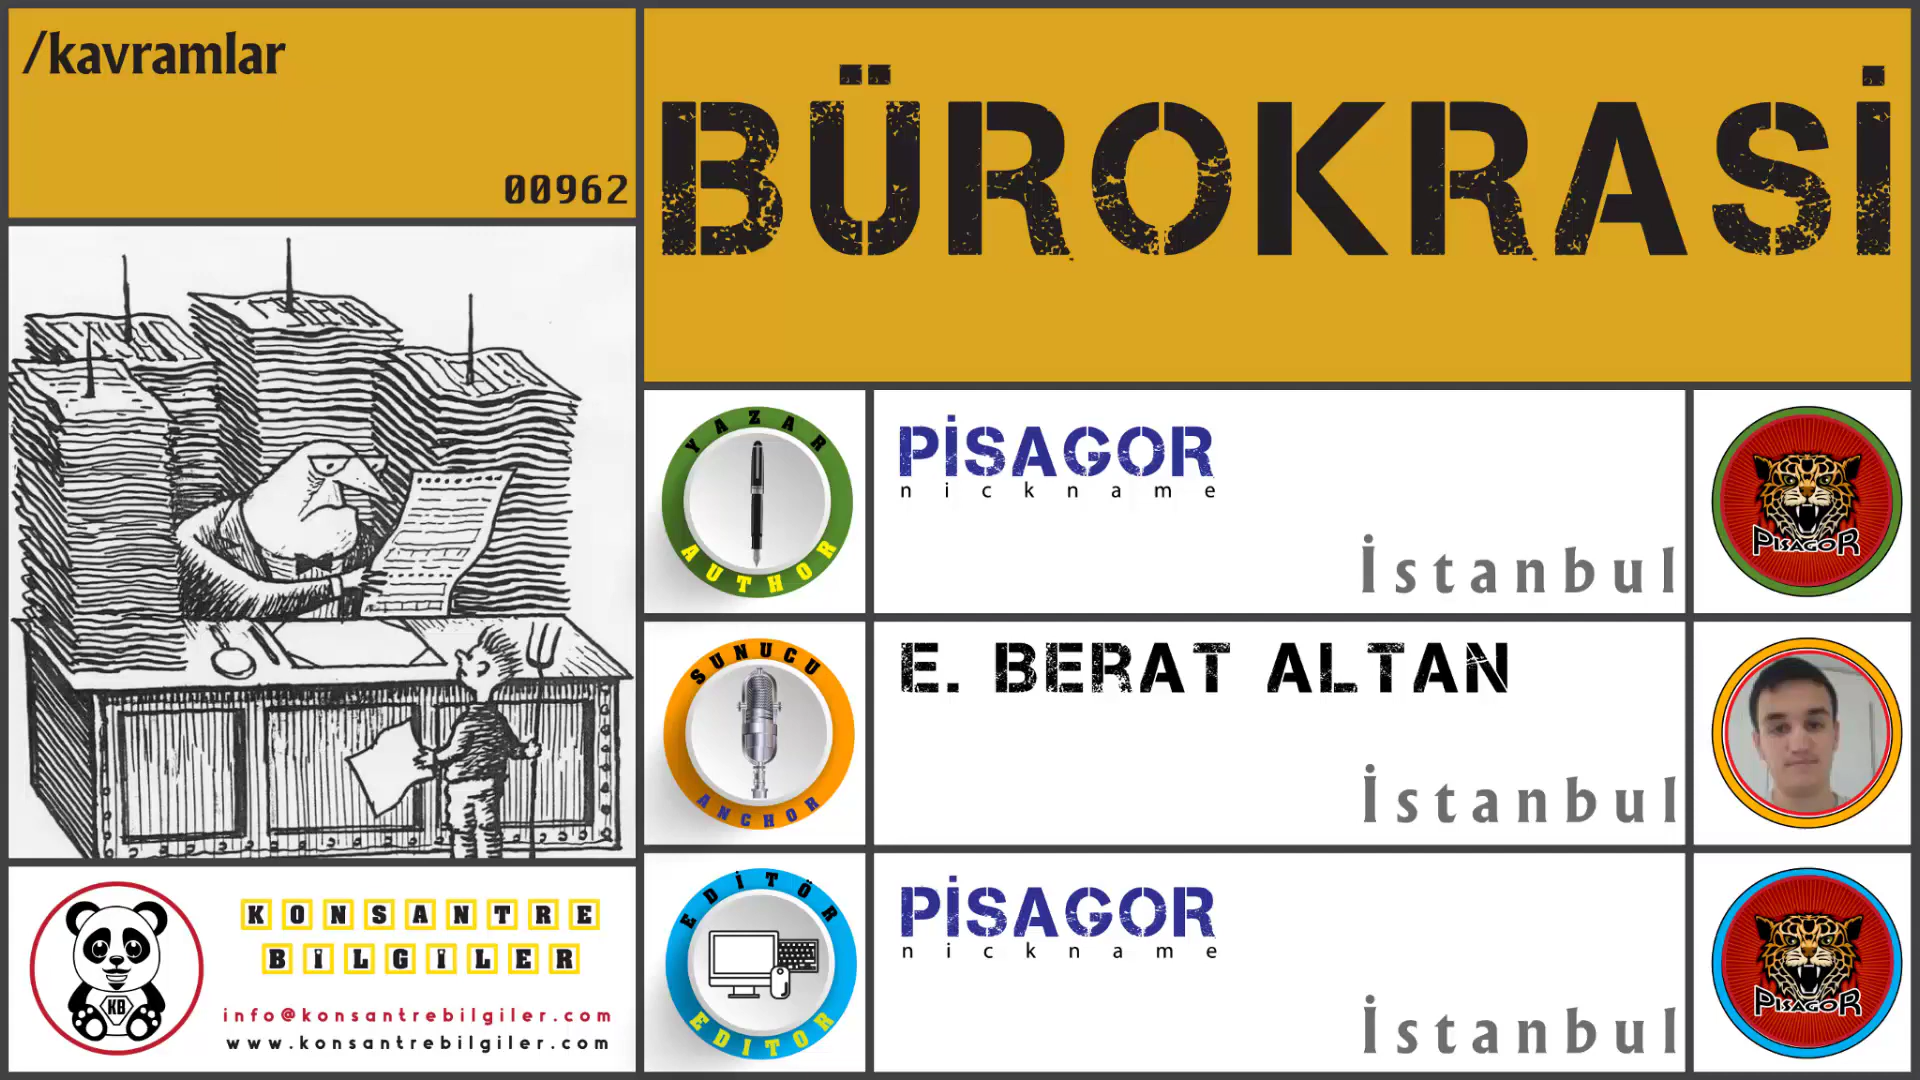 /kavramlar
00962
BÜROKRASİ
YAZAR
AUTHOR
PİSAGOR
nickname
İstanbul
PISAGOR
SUNUCU
ANCHOR
E. BERAT ALTAN
İstanbul
EDİTÖR
EDITOR
PİSAGOR
nickname
İstanbul
PISAGOR
KB
KONSANTRE
BİLGİLER
info@konsantrebilgiler.com
www.konsantrebilgiler.com